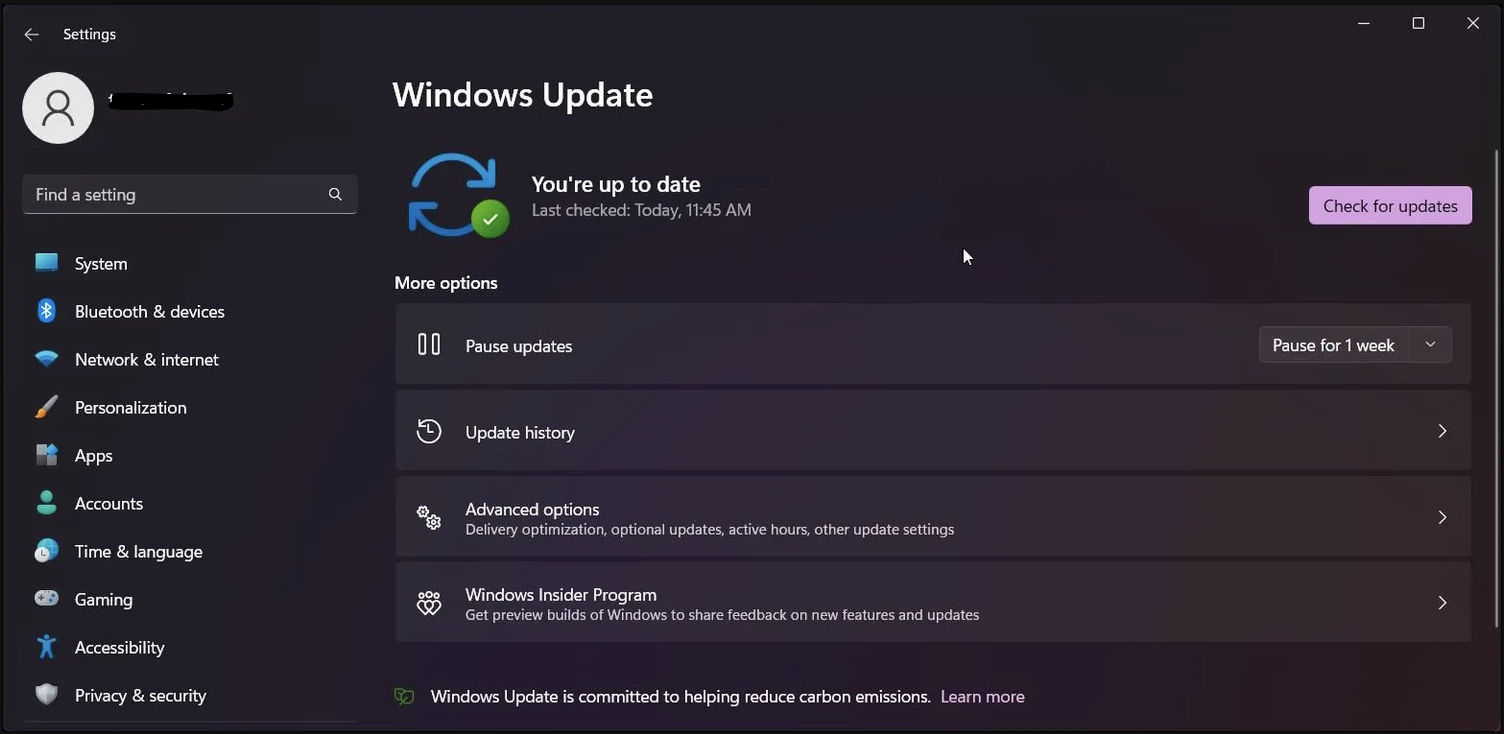 Settings
Windows Update
You're up to date
Last checked: Today, 11:45 AM
Check for updates
Find a setting
System
Bluetooth & devices
Network & internet
Personalization
Apps
Accounts
Time & language
Gaming
Accessibility
Privacy & security
More options
Pause updates
Pause for 1 week
Update history
Advanced options
Delivery optimization, optional updates, active hours, other update settings
Windows Insider Program
Get preview builds of Windows to share feedback on new features and updates
Windows Update is committed to helping reduce carbon emissions. Learn more